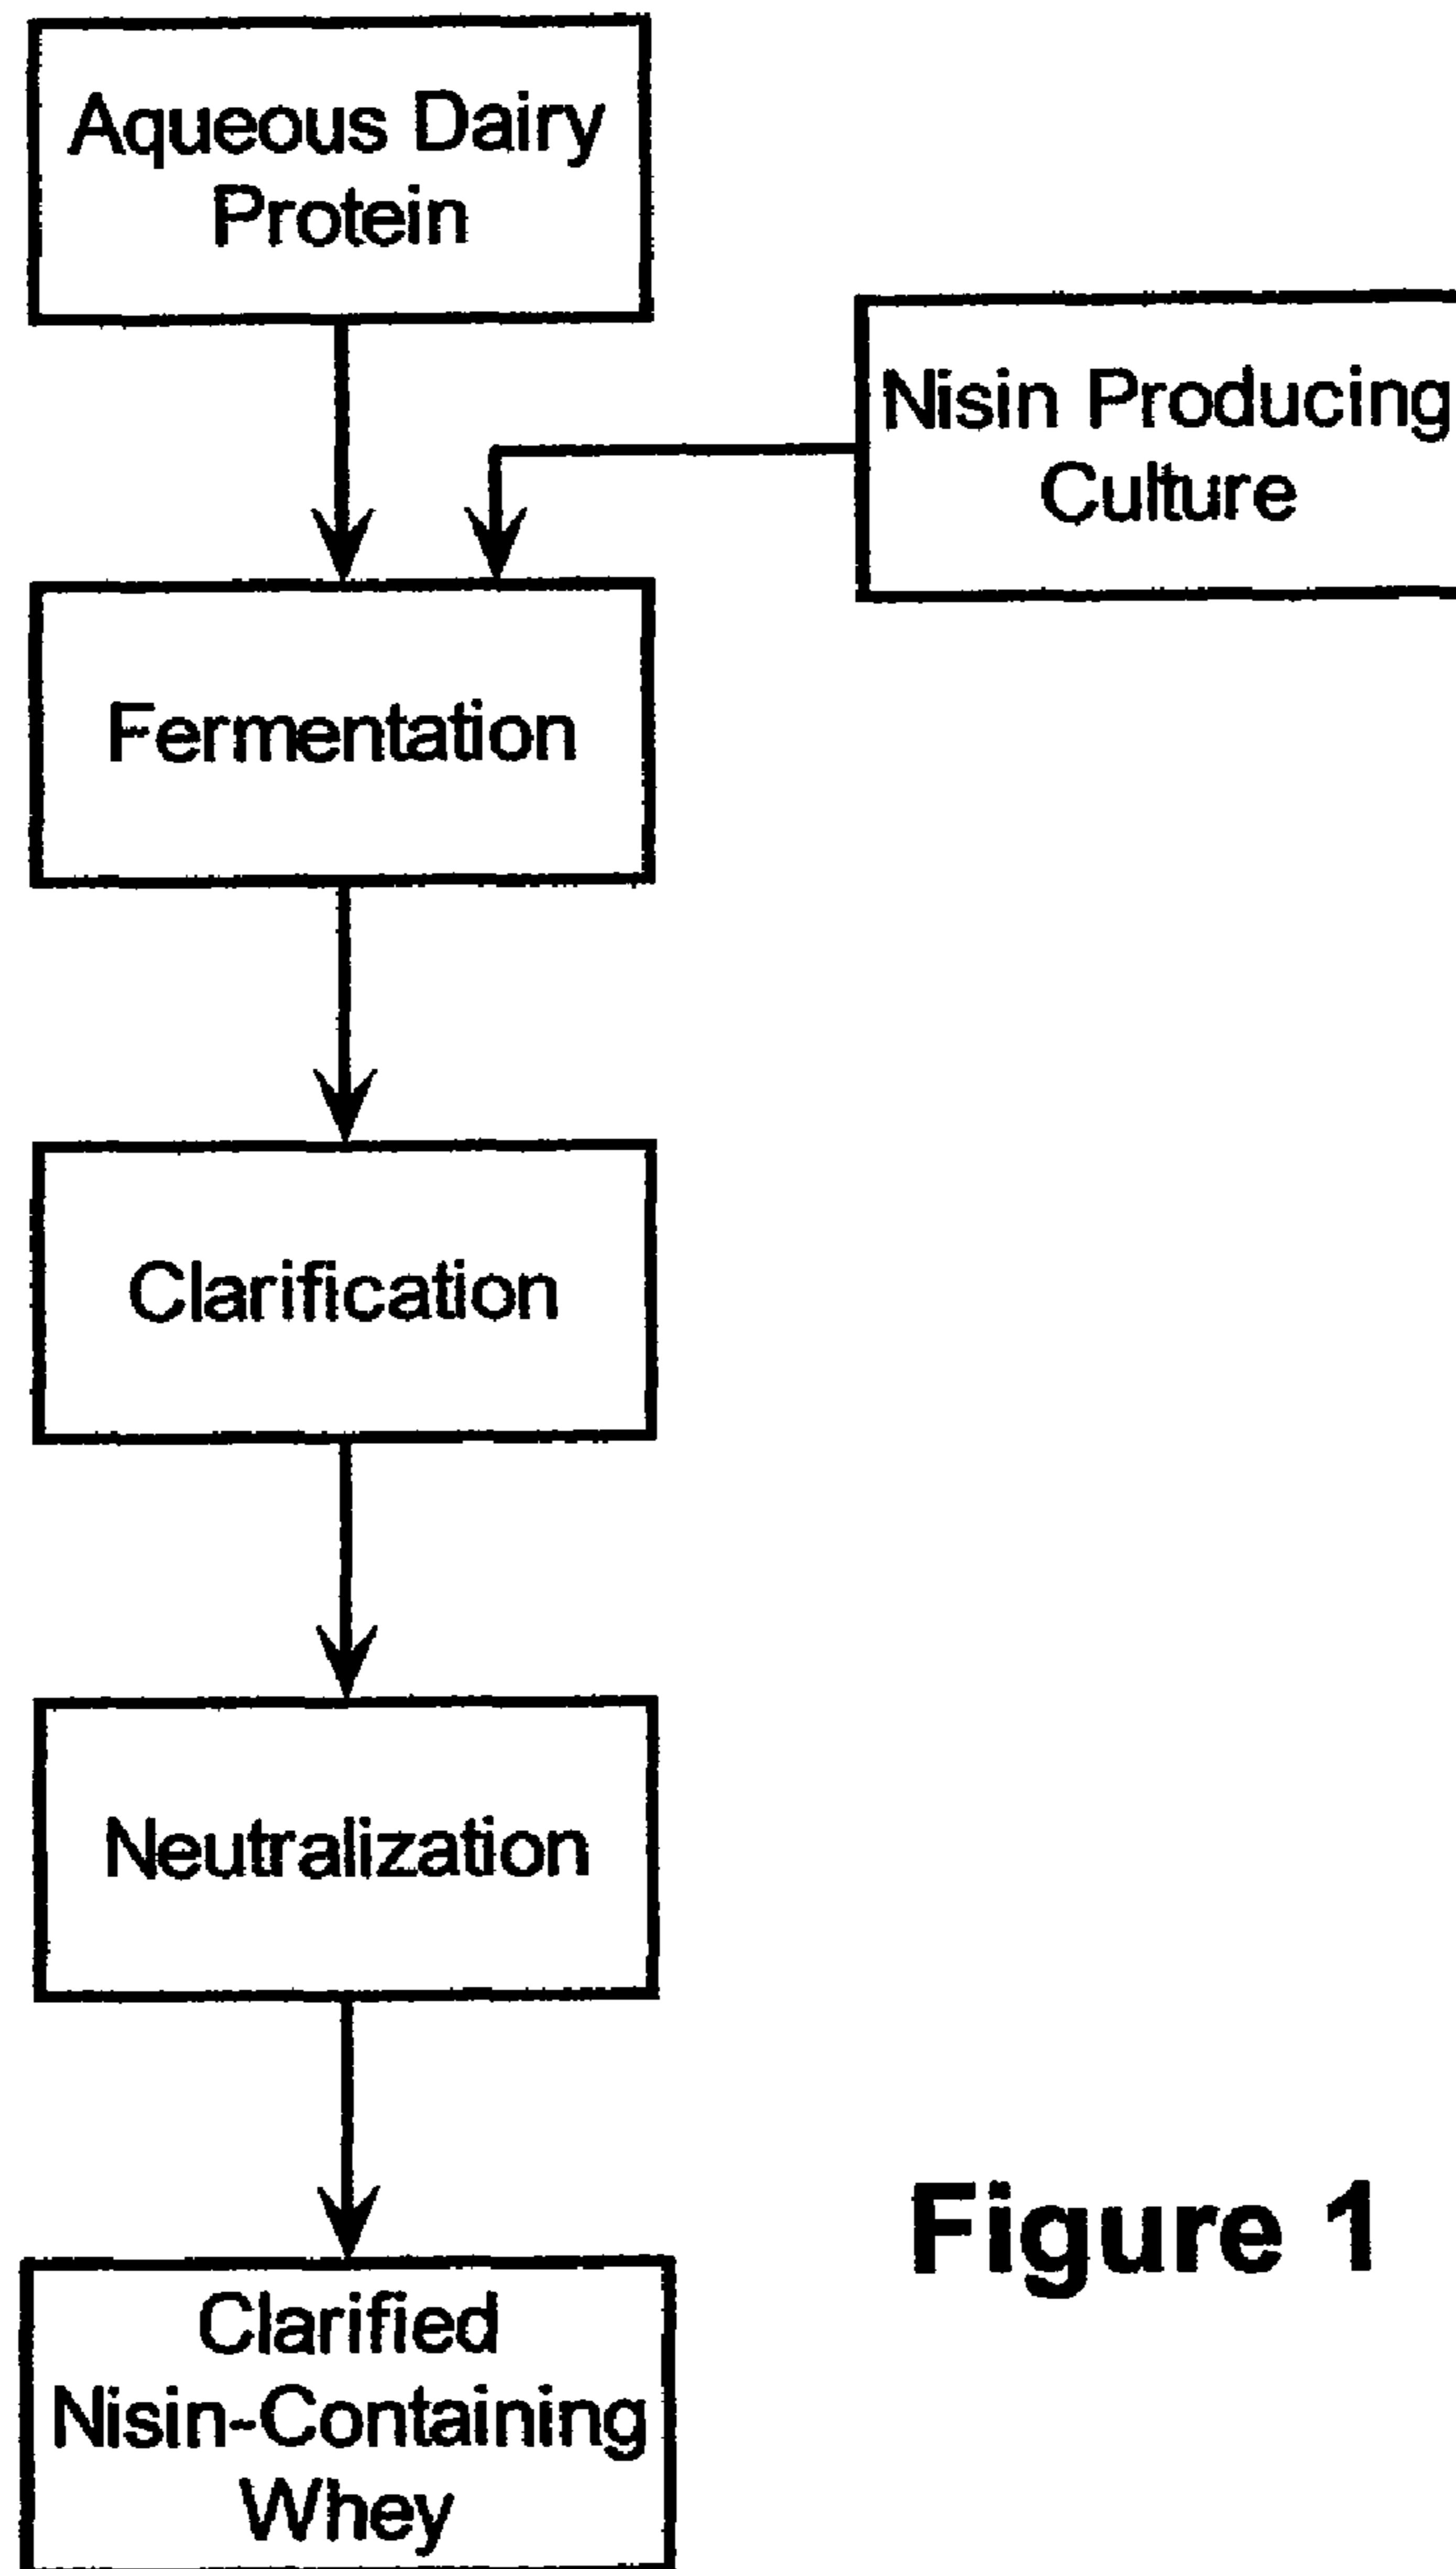 Aqueous Dairy
Protein
Nisin Producing
Culture
Fermentation
Clarification
Neutralization
Clarified
Nisin-Containing
Whey
Figure 1